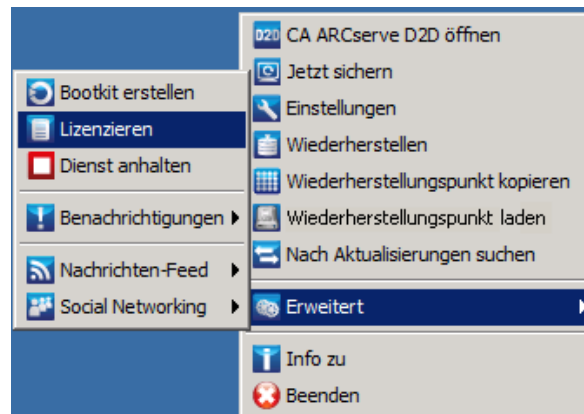 D2D CA ARCserve D2D öffnen
Jetzt sichern
Einstellungen
Wiederherstellen
Wiederherstellungspunkt kopieren
Wiederherstellungspunkt laden
Nach Aktualisierungen suchen
Erweitert
Info zu
Beenden
Bootkit erstellen
Lizenzieren
Dienst anhalten
Benachrichtigungen
Nachrichten-Feed
Social Networking